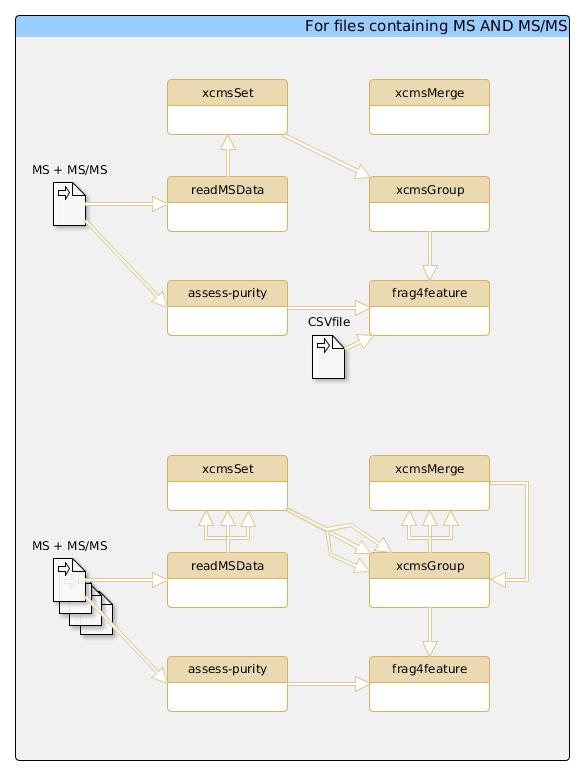 For files containing MS AND MS/MS
xcmsSet
xcmsMerge
MS + MS/MS
readMSData
xcmsGroup
assess-purity
frag4feature
CSVfile
xcmsSet
xcmsMerge
MS + MS/MS
readMSData
xcmsGroup
assess-purity
frag4feature